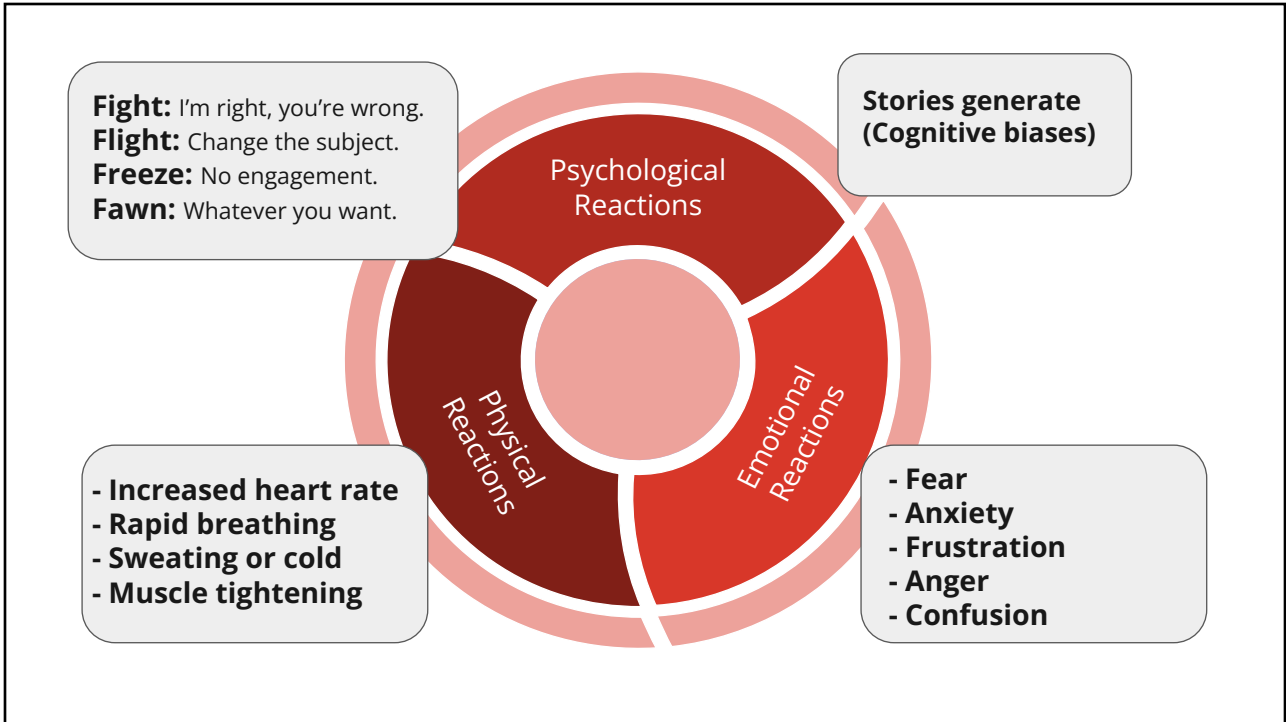 Fight: I’m right, you’re wrong.
Flight: Change the subject.
Freeze: No engagement.
Fawn: Whatever you want.
Stories generate
(Cognitive biases)
Psychological
Reactions
Physical
Reactions
Emotional
Reactions
- Increased heart rate
- Rapid breathing
- Sweating or cold
- Muscle tightening
- Fear
- Anxiety
- Frustration
- Anger
- Confusion